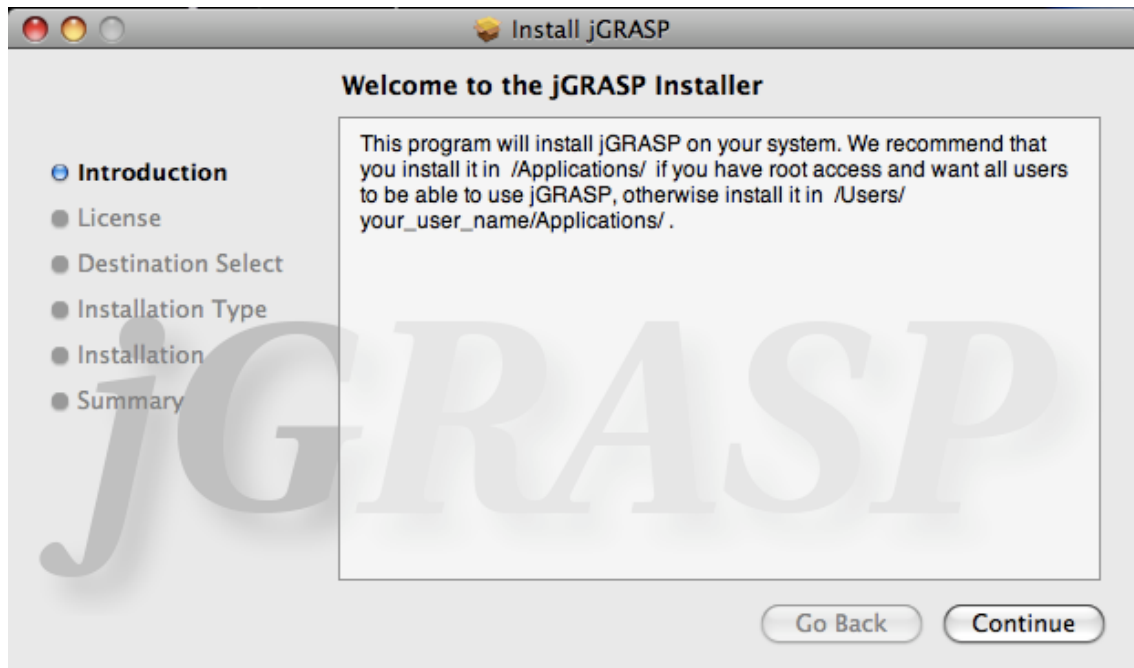 Install jGRASP
Welcome to the jGRASP Installer
Introduction
License
Destination Select
Installation Type
Installation
Summary
This program will install jGRASP on your system. We recommend that
you install it in /Applications/ if you have root access and want all users
to be able to use jGRASP, otherwise install it in /Users/
your_user_name/Applications/ .
jGRASP
Go Back
Continue